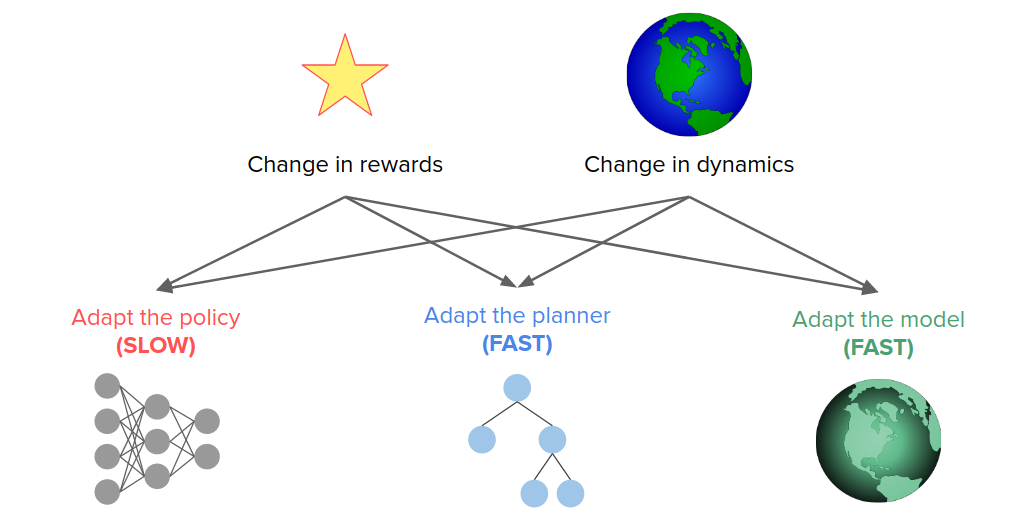 Change in rewards
Change in dynamics
Adapt the policy
(SLOW)
Adapt the planner
(FAST)
Adapt the model
(FAST)